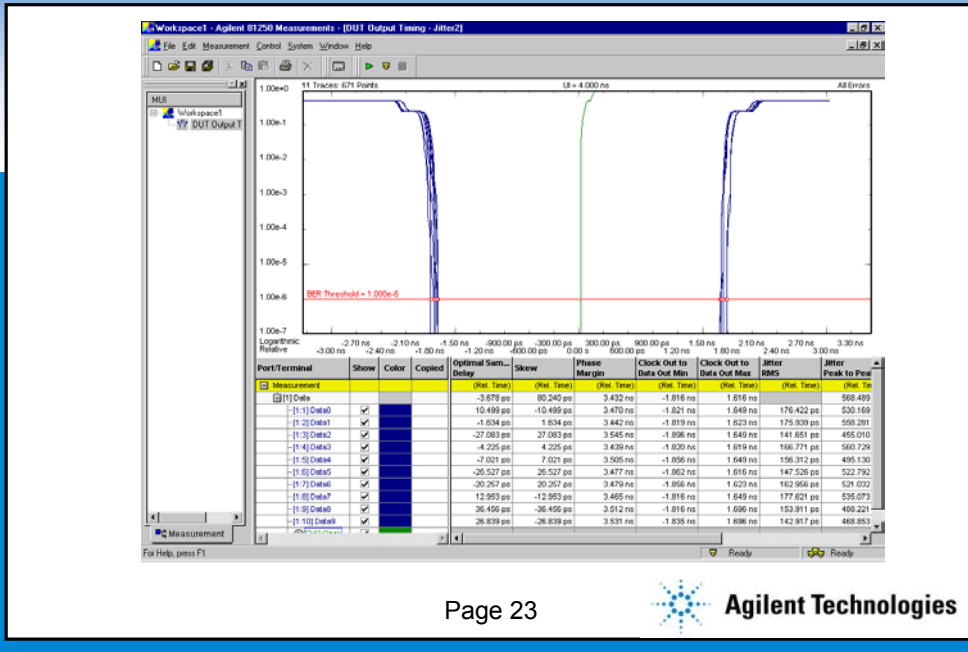 Workspace1 - Agilent 81250 Measurements - [DUT Output Timing - Jitter2]
File Edit Measurement Control System Window Help
MUI
Workspace1
DUT Output T
Measurement
11 Traces: 671 Points UI = 4.000 ns All Errors
1.00e+0
1.00e-1
1.00e-2
1.00e-3
1.00e-4
1.00e-5
1.00e-6
1.00e-7
BER Threshold = 1.000e-6
Logarithmic -2.70 ns -2.10 ns -1.50 ns -900.00 ps -300.00 ps 300.00 ps 900.00 ps 1.50 ns 2.10 ns 2.70 ns 3.30 ns
Relative -3.00 ns -2.40 ns -1.80 ns -1.20 ns -600.00 ps 0.00 s 600.00 ps 1.20 ns 1.80 ns 2.40 ns 3.00 ns
Port/Terminal Show Color Copied Optimal Sam... Delay Skew Phase Margin Clock Out to Data Out Min Clock Out to Data Out Max Jitter RMS Jitter Peak to Pea
Measurement (Rel. Time) (Rel. Time) (Rel. Time) (Rel. Time) (Rel. Time) (Rel. Time) (Rel. Tim
[1] Data -3.678 ps 80.240 ps 3.432 ns -1.816 ns 1.616 ns 568.489
[1:1] Data0 10.499 ps -10.499 ps 3.470 ns -1.821 ns 1.649 ns 176.422 ps 530.169
[1:2] Data1 -1.634 ps 1.634 ps 3.442 ns -1.819 ns 1.623 ns 175.939 ps 558.281
[1:3] Data2 -27.083 ps 27.083 ps 3.545 ns -1.896 ns 1.649 ns 141.651 ps 455.010
[1:4] Data3 -4.225 ps 4.225 ps 3.439 ns -1.820 ns 1.619 ns 166.771 ps 560.729
[1:5] Data4 -7.021 ps 7.021 ps 3.505 ns -1.856 ns 1.649 ns 156.312 ps 495.130
[1:6] Data5 -26.527 ps 26.527 ps 3.477 ns -1.862 ns 1.616 ns 147.526 ps 522.792
[1:7] Data6 -20.257 ps 20.257 ps 3.479 ns -1.856 ns 1.623 ns 162.956 ps 521.032
[1:8] Data7 12.953 ps -12.953 ps 3.465 ns -1.816 ns 1.649 ns 177.621 ps 535.073
[1:9] Data8 36.456 ps -36.456 ps 3.512 ns -1.816 ns 1.696 ns 153.911 ps 488.221
[1:10] Data9 26.839 ps -26.839 ps 3.531 ns -1.835 ns 1.696 ns 142.917 ps 468.853
For Help, press F1 Ready Ready
Page 23
Agilent Technologies